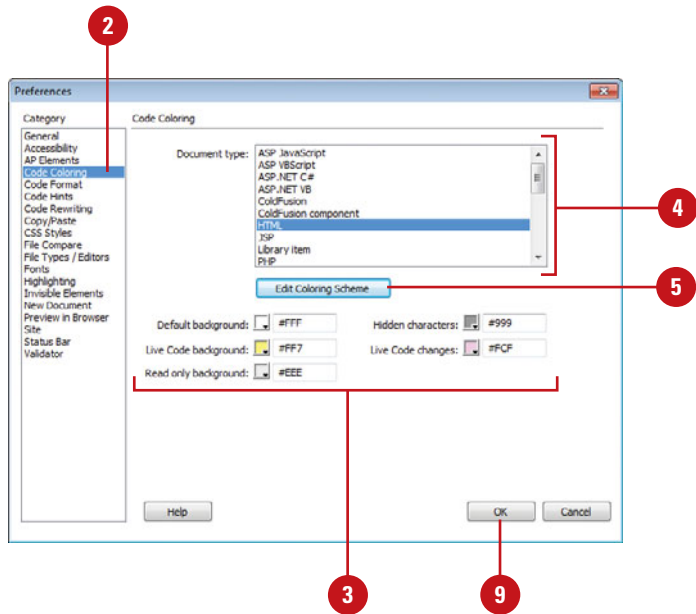 2
Preferences
Category
Code Coloring
General
Accessibility
AP Elements
Code Coloring
Code Format
Code Hints
Code Rewriting
Copy/Paste
CSS Styles
File Compare
File Types / Editors
Fonts
Highlighting
Invisible Elements
New Document
Preview in Browser
Site
Status Bar
Validator
Document type:
ASP JavaScript
ASP VBScript
ASP.NET C#
ASP.NET VB
ColdFusion
ColdFusion component
HTML
JSP
Library item
PHP
4
Edit Coloring Scheme
5
Default background: #FFF
Hidden characters: #999
Live Code background: #FF7
Live Code changes: #FCF
Read only background: #EEE
Help
OK
Cancel
3
9